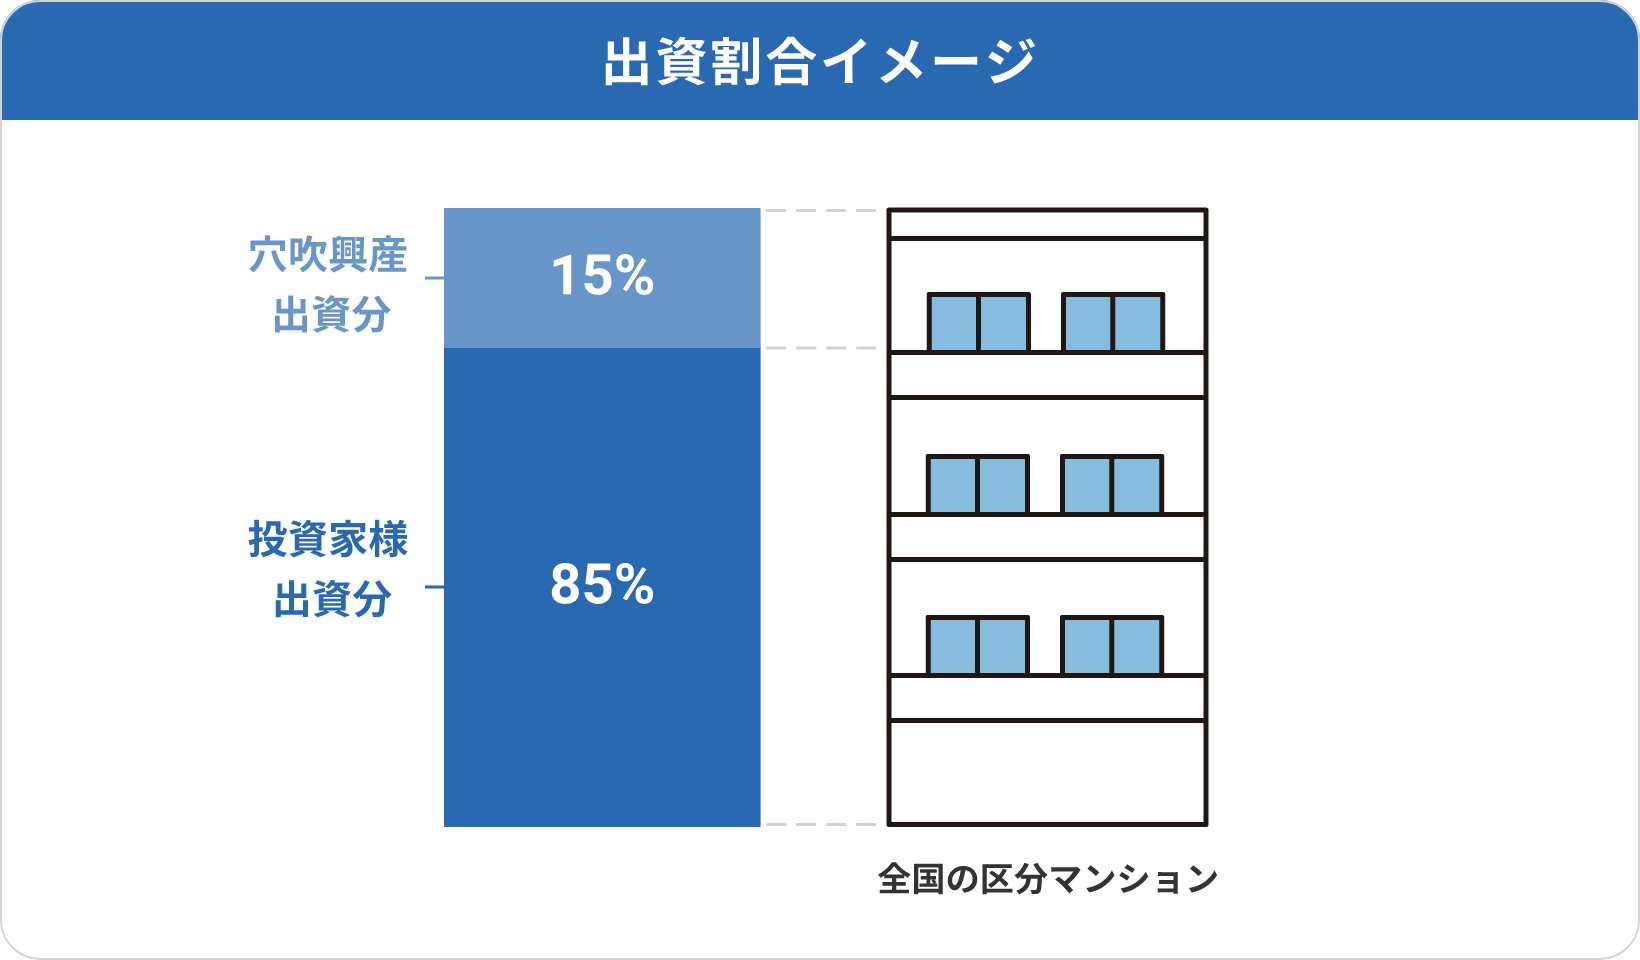 出資割合イメージ
穴吹興産
出資分
15%
投資家様
出資分
85%
全国の区分マンション